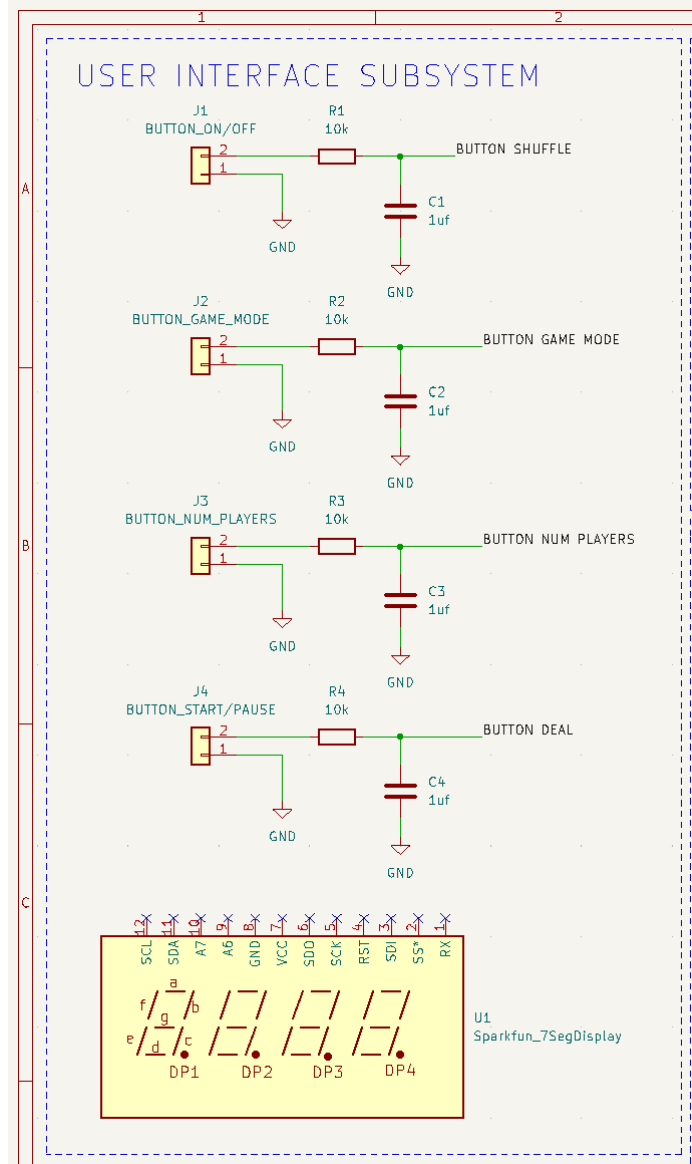 1 2
USER INTERFACE SUBSYSTEM
J1
BUTTON_ON/OFF
R1
10k
2
1
BUTTON SHUFFLE
A
C1
1uf
GND
GND
J2
BUTTON_GAME_MODE
R2
10k
2
1
BUTTON GAME MODE
C2
1uf
GND
GND
J3
BUTTON_NUM_PLAYERS
R3
10k
2
1
BUTTON NUM PLAYERS
B
C3
1uf
GND
GND
J4
BUTTON_START/PAUSE
R4
10k
2
1
BUTTON DEAL
C4
1uf
GND
GND
C
12 11 10 9 8 7 6 5 4 3 2 1
SCL SDA A7 A6 GND VCC SDO SCK RST SDI SS* RX
a
f b
g
e c
d
DP1 DP2 DP3 DP4
U1
Sparkfun_7SegDisplay